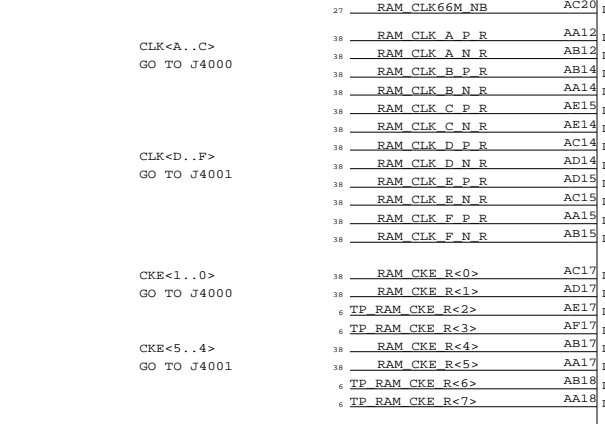 27 RAM_CLK66M_NB AC20
38 RAM_CLK_A_P_R AA12
CLK<A..C>
38 RAM_CLK_A_N_R AB12
GO TO J4000
38 RAM_CLK_B_P_R AB14
38 RAM_CLK_B_N_R AA14
38 RAM_CLK_C_P_R AE15
38 RAM_CLK_C_N_R AE14
38 RAM_CLK_D_P_R AC14
CLK<D..F>
38 RAM_CLK_D_N_R AD14
GO TO J4001
38 RAM_CLK_E_P_R AD15
38 RAM_CLK_E_N_R AC15
38 RAM_CLK_F_P_R AA15
38 RAM_CLK_F_N_R AB15
CKE<1..0>
38 RAM_CKE_R<0> AC17
GO TO J4000
38 RAM_CKE_R<1> AD17
6 TP_RAM_CKE_R<2> AE17
6 TP_RAM_CKE_R<3> AF17
CKE<5..4>
38 RAM_CKE_R<4> AB17
GO TO J4001
38 RAM_CKE_R<5> AA17
6 TP_RAM_CKE_R<6> AB18
6 TP_RAM_CKE_R<7> AA18